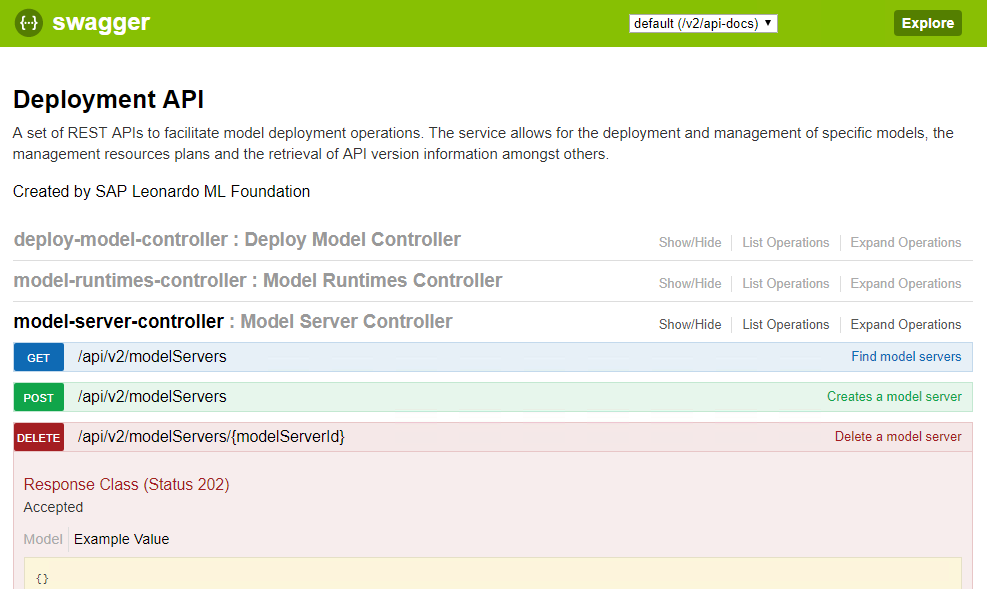 {···} swagger default (/v2/api-docs) ▼ Explore
Deployment API
A set of REST APIs to facilitate model deployment operations. The service allows for the deployment and management of specific models, the
management resources plans and the retrieval of API version information amongst others.
Created by SAP Leonardo ML Foundation
deploy-model-controller : Deploy Model Controller Show/Hide List Operations Expand Operations
model-runtimes-controller : Model Runtimes Controller Show/Hide List Operations Expand Operations
model-server-controller : Model Server Controller Show/Hide List Operations Expand Operations
GET /api/v2/modelServers Find model servers
POST /api/v2/modelServers Creates a model server
DELETE /api/v2/modelServers/{modelServerId} Delete a model server
Response Class (Status 202)
Accepted
Model Example Value
{}